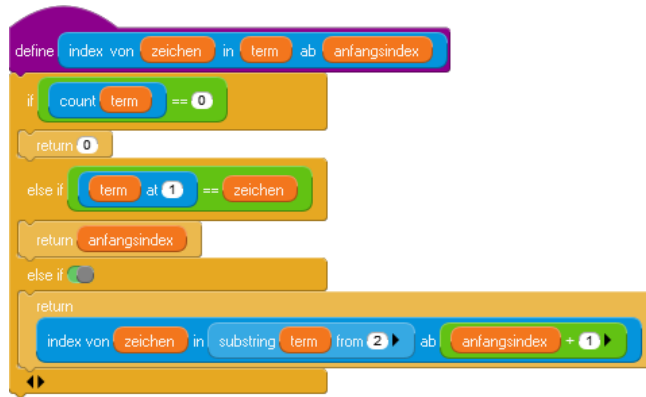 define index von zeichen in term ab anfangsindex
if count term == 0
return 0
else if term at 1 == zeichen
return anfangsindex
else if
return
index von zeichen in substring term from 2 ab anfangsindex + 1